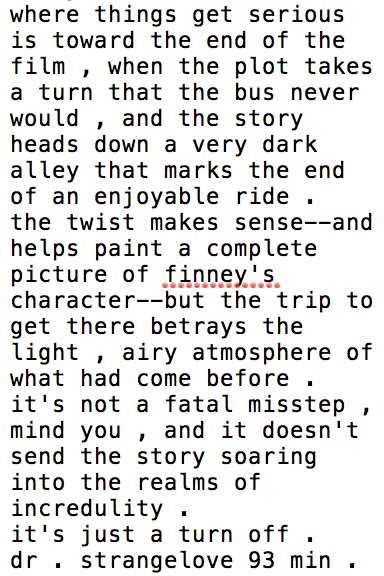 where things get serious
is toward the end of the
film , when the plot takes
a turn that the bus never
would , and the story
heads down a very dark
alley that marks the end
of an enjoyable ride .
the twist makes sense--and
helps paint a complete
picture of finney's
character--but the trip to
get there betrays the
light , airy atmosphere of
what had come before .
it's not a fatal misstep ,
mind you , and it doesn't
send the story soaring
into the realms of
incredulity .
it's just a turn off .
dr . strangelove 93 min .